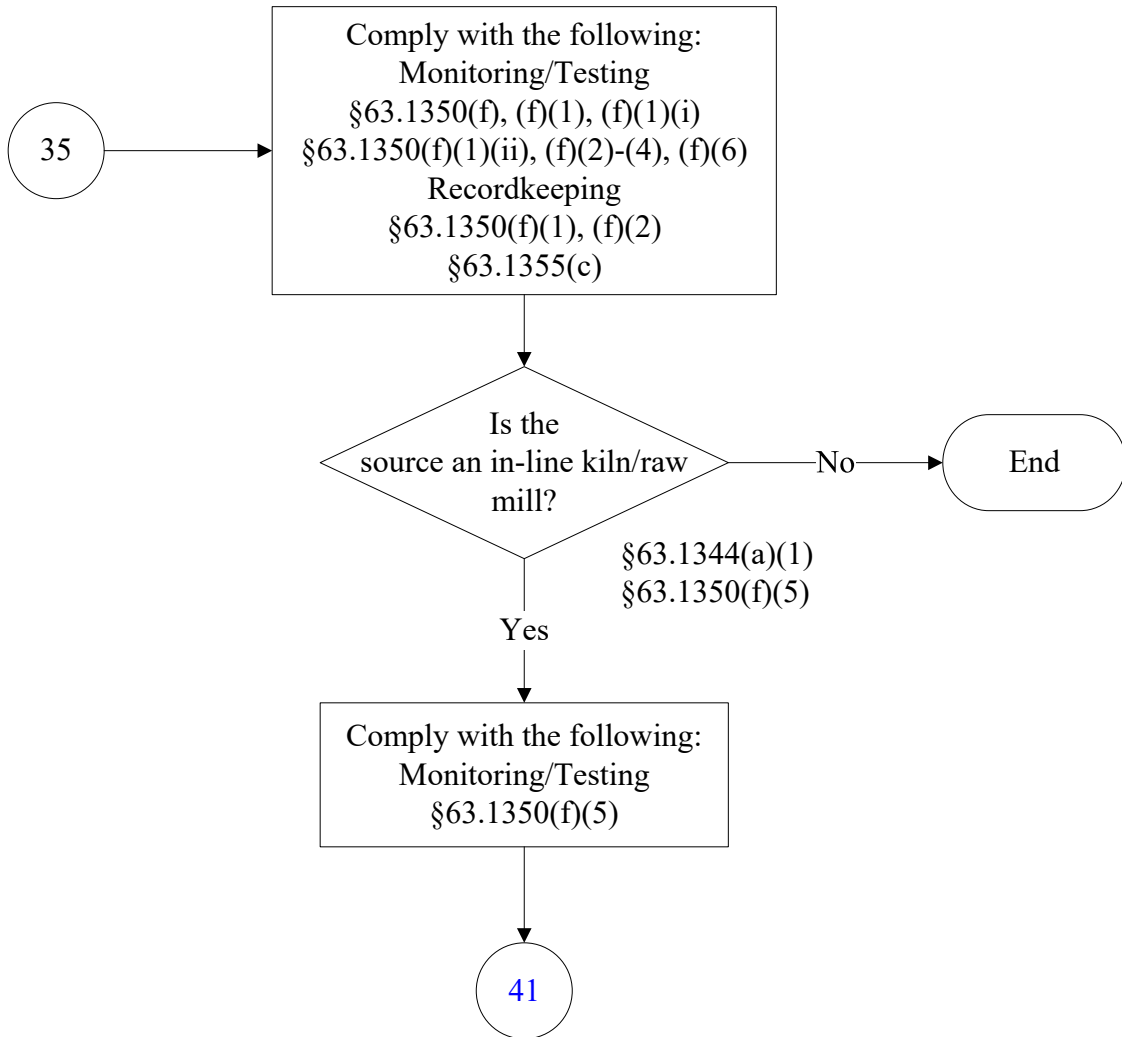 35
Comply with the following:
Monitoring/Testing
§63.1350(f), (f)(1), (f)(1)(i)
§63.1350(f)(1)(ii), (f)(2)-(4), (f)(6)
Recordkeeping
§63.1350(f)(1), (f)(2)
§63.1355(c)
Is the
source an in-line kiln/raw
mill?
No
End
§63.1344(a)(1)
§63.1350(f)(5)
Yes
Comply with the following:
Monitoring/Testing
§63.1350(f)(5)
41